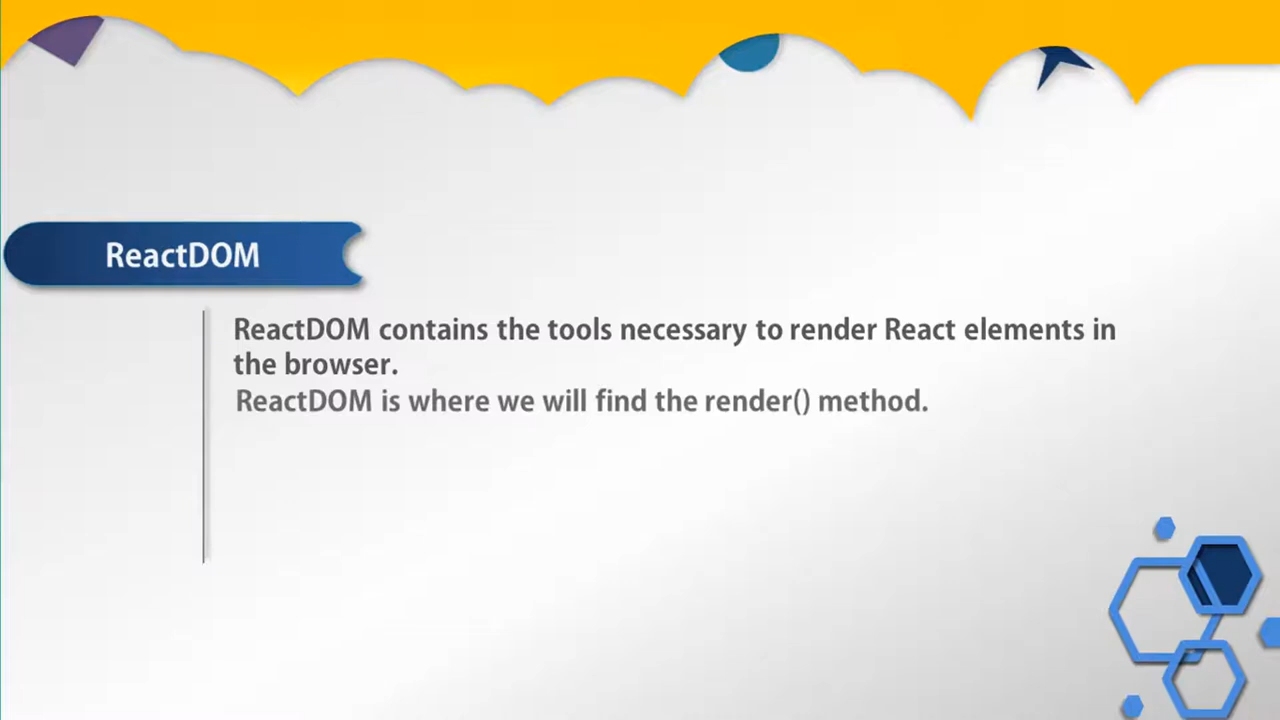 ReactDOM
ReactDOM contains the tools necessary to render React elements in
the browser.
ReactDOM is where we will find the render() method.